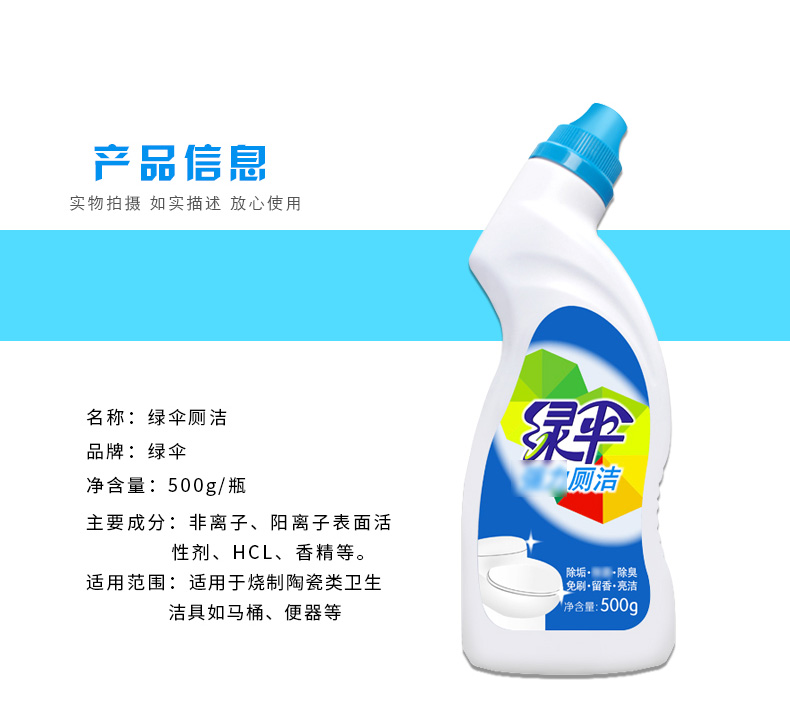 产品信息
实物拍摄 如实描述 放心使用
名称：绿伞厕洁
品牌：绿伞
净含量：500g/瓶
主要成分：非离子、阳离子表面活
性剂、HCL、香精等。
适用范围：适用于烧制陶瓷类卫生
洁具如马桶、便器等
绿伞
厕洁
除垢·除臭
免刷·留香·亮洁
净含量:500g